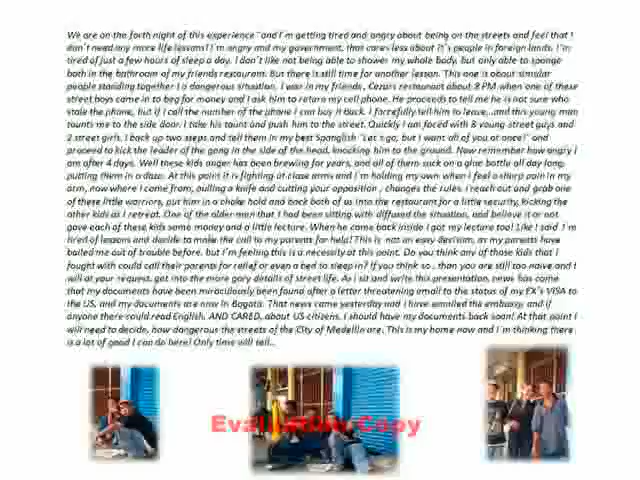 We are on the forth night of this experience "and I'm getting tired and angry about being on the streets and feel that I
don't need any more life lessons! I'm angry and my government, that cares less about it's people in foreign lands. I'm
tired of just a few hours of sleep a day. I don't like not being able to shower my whole body, but only able to sponge
bath in the bathroom of my friends restaurant. But there is still time for another lesson. This one is about simular
people standing together in dangerous situation. I was in my friends , Cezars restaurant about 8 PM when one of these
street boys came in to beg for money and I ask him to return my cell phone. He proceeds to tell me he is not sure who
stole the phone, but if I call the number of the phone I can buy it back. I forcefully tell him to leave,..and this young man
taunts me to the side door. I take his taunt and push him to the street. Quickly I am faced with 8 young street guys and
2 street girls. I back up two steps and tell them in my best Spanglish "Let's go, but I want all of you at once!" and
proceed to kick the leader of the gang in the side of the head, knocking him to the ground. Now remember how angry I
am after 4 days. Well these kids anger has been brewing for years, and all of them suck on a glue bottle all day long,
putting them in a daze. At this point it is fighting at close arms and I'm holding my own when I feel a sharp pain in my
arm, now where I come from, pulling a knife and cutting your opposition , changes the rules. I reach out and grab one
of these little warriors, put him in a choke hold and back both of us into the restaurant for a little security, kicking the
other kids as I retreat. One of the older man that I had been sitting with diffused the situation, and believe it or not
gave each of these kids some money and a little lecture. When he came back inside I got my lecture too! Like I said I'm
tired of lessons and decide to make the call to my parents for help! This is not an easy decision, as my parents have
bailed me out of trouble before, but I'm feeling this is a necessity at this point. Do you think any of those kids that I
fought with could call their parents for relief or even a bed to sleep in? If you think so , than you are still too naive and I
will at your request, get into the more gory details of street life. As I sit and write this presentation, news has come
that my documents have been miraculously been found after a letter threatening email to the status of my EX's VISA to
the US, and my documents are now in Bogota. That news came yesterday and I have emailed the embassy, and if
anyone there could read English, AND CARED, about US citizens, I should have my documents back soon! At that point I
will need to decide, how dangerous the streets of the City of Medellin are. This is my home now and I'm thinking there
is a lot of good I can do here! Only time will tell...
Evaluation Copy